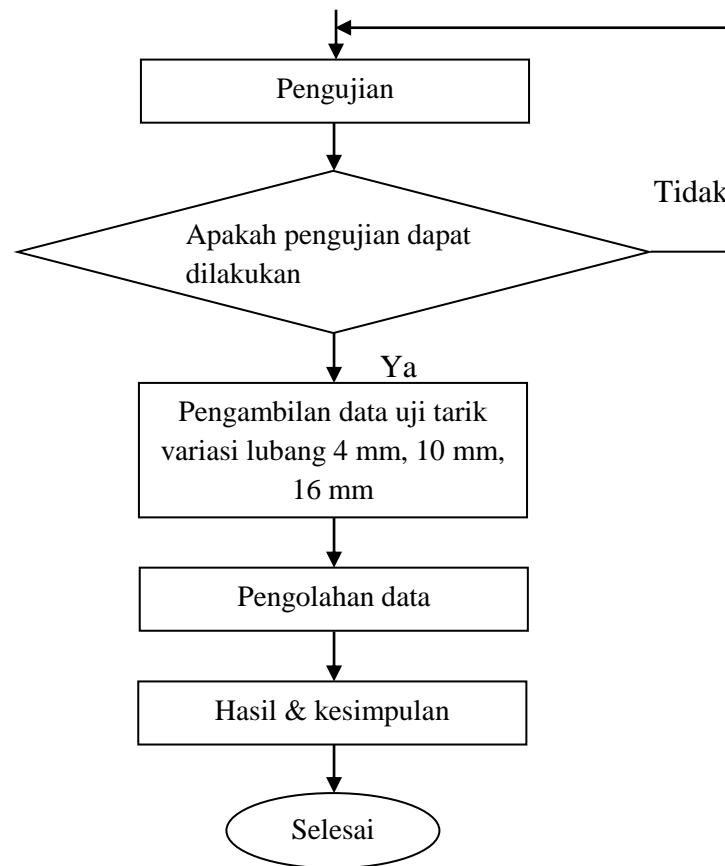 Pengujian
Tidak
Apakah pengujian dapat
dilakukan
Ya
Pengambilan data uji tarik
variasi lubang 4 mm, 10 mm,
16 mm
Pengolahan data
Hasil & kesimpulan
Selesai